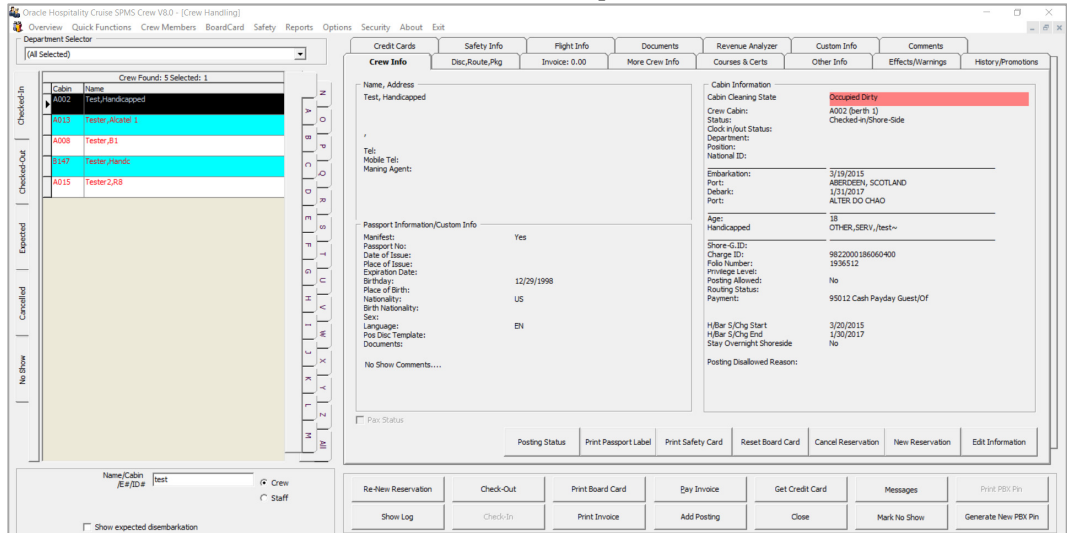 Oracle Hospitality Cruise SPMS Crew V8.0 - [Crew Handling]
Overview Quick Functions Crew Members BoardCard Safety Reports Options Security About Exit
Department Selector
(All Selected)
Crew Found: 5 Selected: 1
Cabin Name
A002 Test,Handicapped
A013 Tester,Alcatel 1
A008 Tester,B1
B147 Tester,Handc
A015 Tester2,R8
Checked-In
Checked-Out
Expected
Cancelled
No Show
A
B
C
D
E
F
G
H
I
J
K
L
M
N
O
P
Q
R
S
T
U
V
W
X
Y
Z
All
Name/Cabin
/E#/ID#
test
Crew
Staff
Show expected disembarkation
Credit Cards Safety Info Flight Info Documents Revenue Analyzer Custom Info Comments
Crew Info Disc,Route,Pkg Invoice: 0.00 More Crew Info Courses & Certs Other Info Effects/Warnings History/Promotions
Name, Address
Test, Handicapped
,
Tel:
Mobile Tel:
Maning Agent:
Passport Information/Custom Info
Manifest: Yes
Passport No:
Date of Issue:
Place of Issue:
Expiration Date:
Birthday: 12/29/1998
Place of Birth:
Nationality: US
Birth Nationality:
Sex:
Language: EN
Pos Disc Template:
Documents:
No Show Comments....
Cabin Information
Cabin Cleaning State Occupied Dirty
Crew Cabin: A002 (berth 1)
Status: Checked-in/Shore-Side
Clock in/out Status:
Department:
Position:
National ID:
Embarkation: 3/19/2015
Port: ABERDEEN, SCOTLAND
Debark: 1/31/2017
Port: ALTER DO CHAO
Age: 18
Handicapped OTHER,SERV,/test~
Shore-G.ID:
Charge ID: 9822000186060400
Folio Number: 1936512
Privilege Level:
Posting Allowed: No
Routing Status:
Payment: 95012 Cash Payday Guest/Of
H/Bar S/Chg Start 3/20/2015
H/Bar S/Chg End 1/30/2017
Stay Overnight Shoreside No
Posting Disallowed Reason:
Pax Status
Posting Status Print Passport Label Print Safety Card Reset Board Card Cancel Reservation New Reservation Edit Information
Re-New Reservation Check-Out Print Board Card Pay Invoice Get Credit Card Messages Print PBX Pin
Show Log Check-In Print Invoice Add Posting Close Mark No Show Generate New PBX Pin